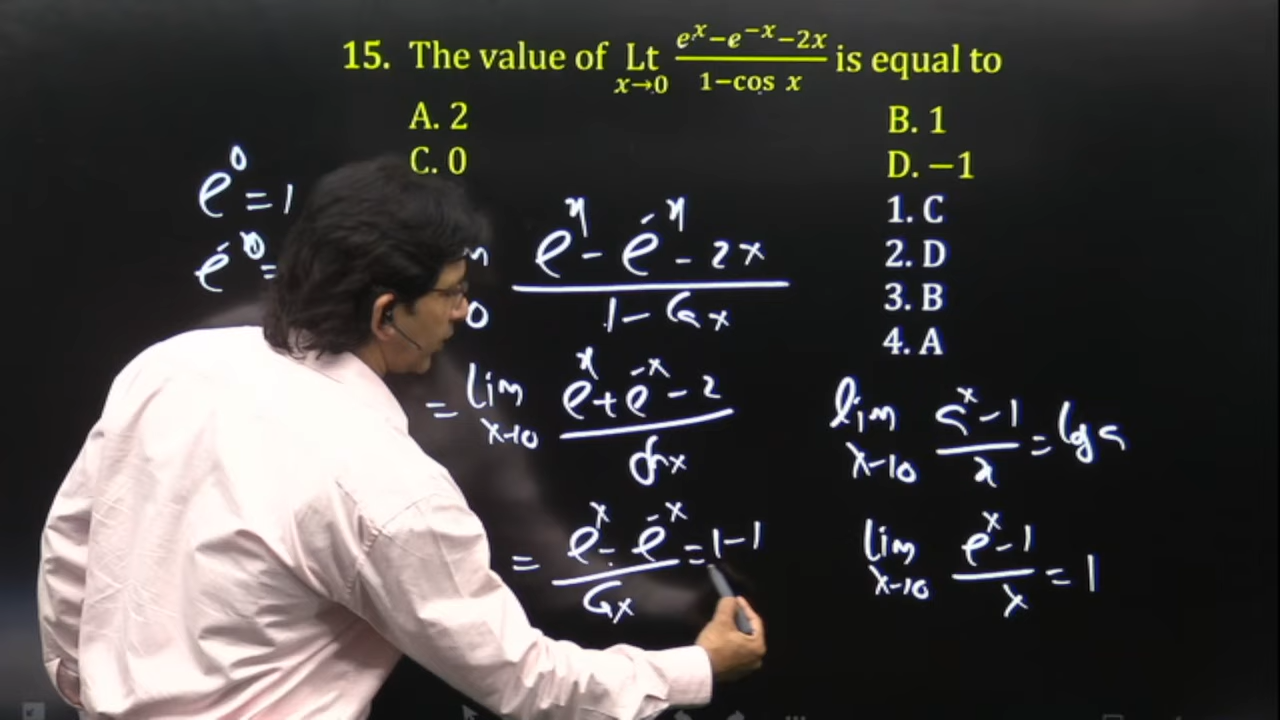 15. The value of Lt x→0 e^x−e^−x−2x / 1−cos x is equal to
A. 2
B. 1
C. 0
D. −1
1. C
2. D
3. B
4. A
e^0 = 1
e^-0 =
e^x - e^-x - 2x
0 1 - Cos x
= lim x→0 e^x + e^-x - 2 / Sin x
= e^x - e^-x / Cos x = 1 - 1
lim x→0 a^x - 1 / x = log a
lim x→0 e^x - 1 / x = 1